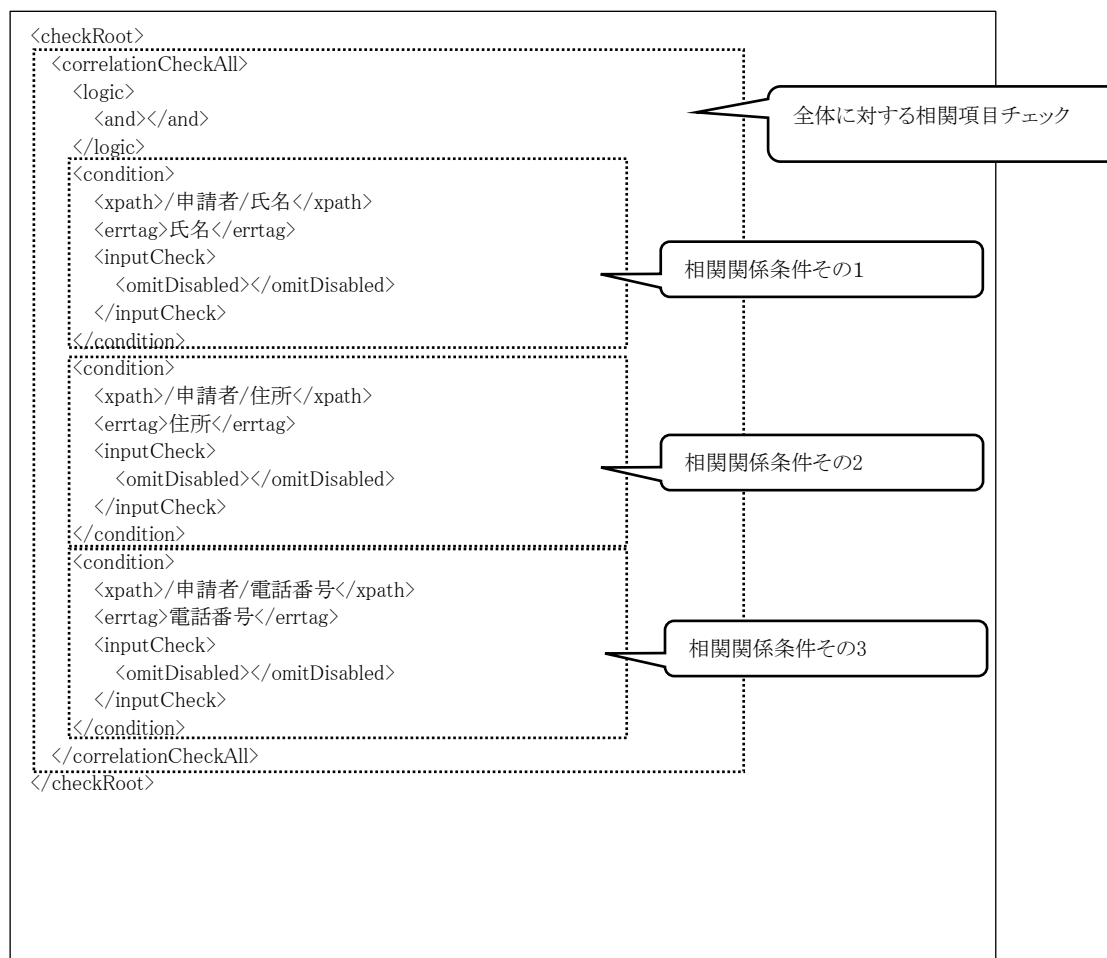 <checkRoot>
<correlationCheckAll>
<logic>
<and></and>
</logic>
全体に対する相関項目チェック
<condition>
<xpath>/申請者/氏名</xpath>
<errtag>氏名</errtag>
<inputCheck>
<omitDisabled></omitDisabled>
</inputCheck>
</condition>
相関関係条件その1
<condition>
<xpath>/申請者/住所</xpath>
<errtag>住所</errtag>
<inputCheck>
<omitDisabled></omitDisabled>
</inputCheck>
</condition>
相関関係条件その2
<condition>
<xpath>/申請者/電話番号</xpath>
<errtag>電話番号</errtag>
<inputCheck>
<omitDisabled></omitDisabled>
</inputCheck>
</condition>
相関関係条件その3
</correlationCheckAll>
</checkRoot>